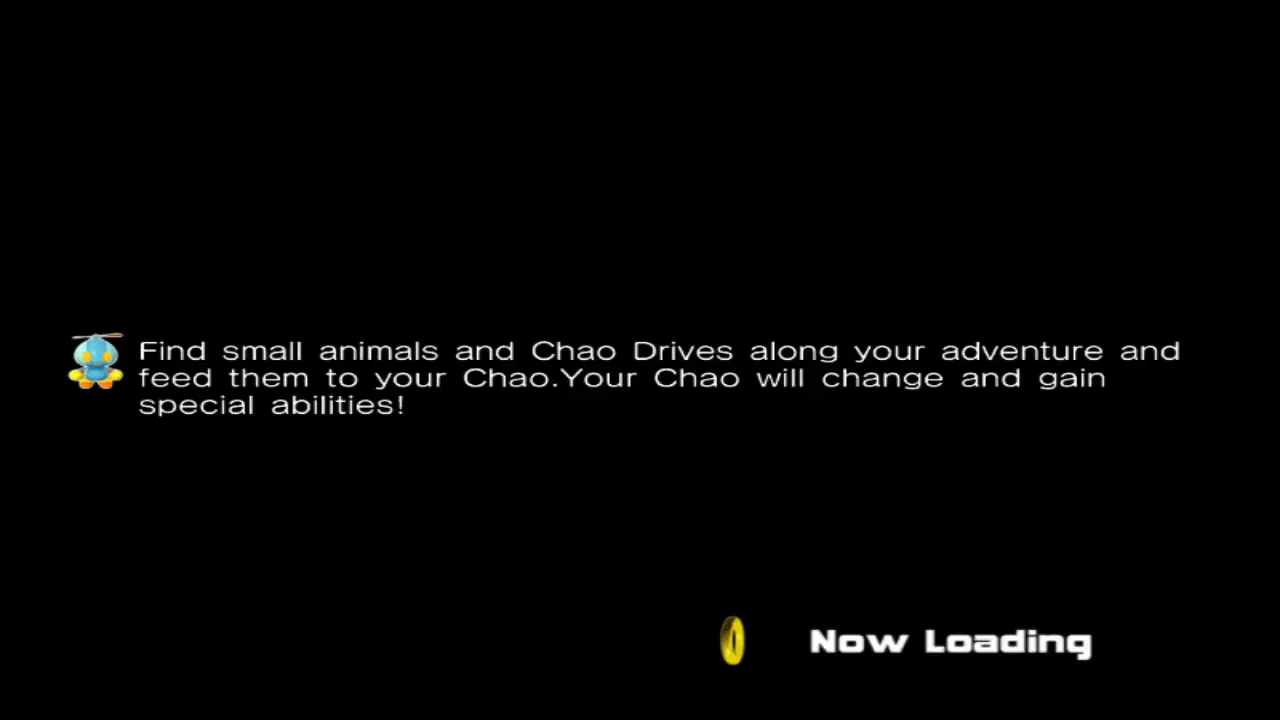 Find small animals and Chao Drives along your adventure and
feed them to your Chao.Your Chao will change and gain
special abilities!
Now Loading